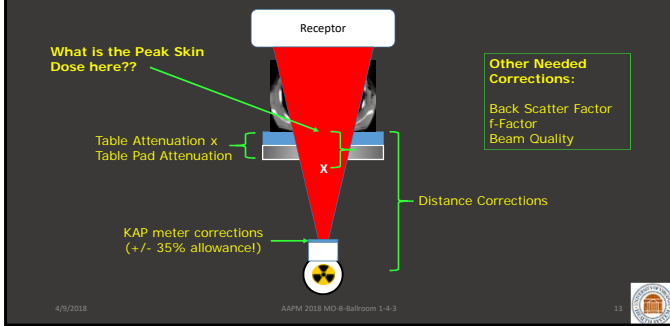 Receptor
What is the Peak Skin
Dose here??
Other Needed
Corrections:
Back Scatter Factor
f-Factor
Beam Quality
Table Attenuation x
Table Pad Attenuation
X
Distance Corrections
KAP meter corrections
(+/- 35% allowance!)
4/9/2018
AAPM 2018 MO-B-Ballroom 1-4-3
13